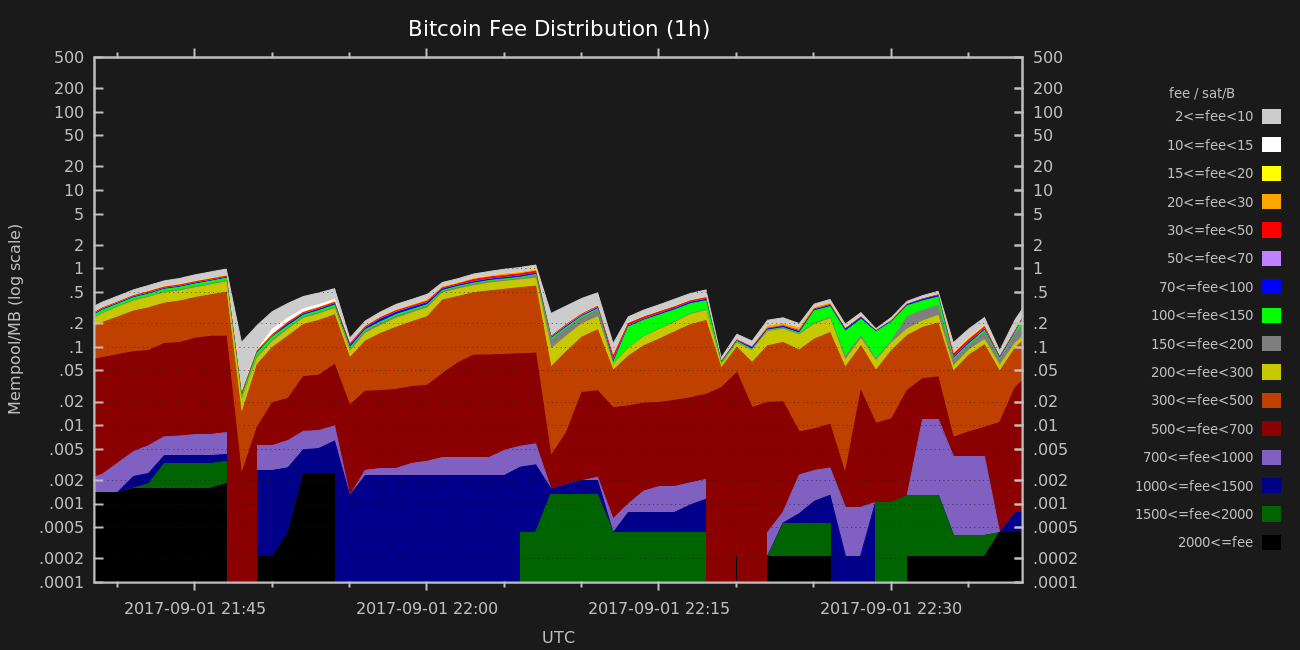 Bitcoin Fee Distribution (1h)
500
200
100
50
20
10
5
2
1
.5
.2
.1
.05
.02
.01
.005
.002
.001
.0005
.0002
.0001
Mempool/MB (log scale)
500
200
100
50
20
10
5
2
1
.5
.2
.1
.05
.02
.01
.005
.002
.001
.0005
.0002
.0001
2017-09-01 21:45
2017-09-01 22:00
2017-09-01 22:15
2017-09-01 22:30
UTC
fee / sat/B
2<=fee<10
10<=fee<15
15<=fee<20
20<=fee<30
30<=fee<50
50<=fee<70
70<=fee<100
100<=fee<150
150<=fee<200
200<=fee<300
300<=fee<500
500<=fee<700
700<=fee<1000
1000<=fee<1500
1500<=fee<2000
2000<=fee